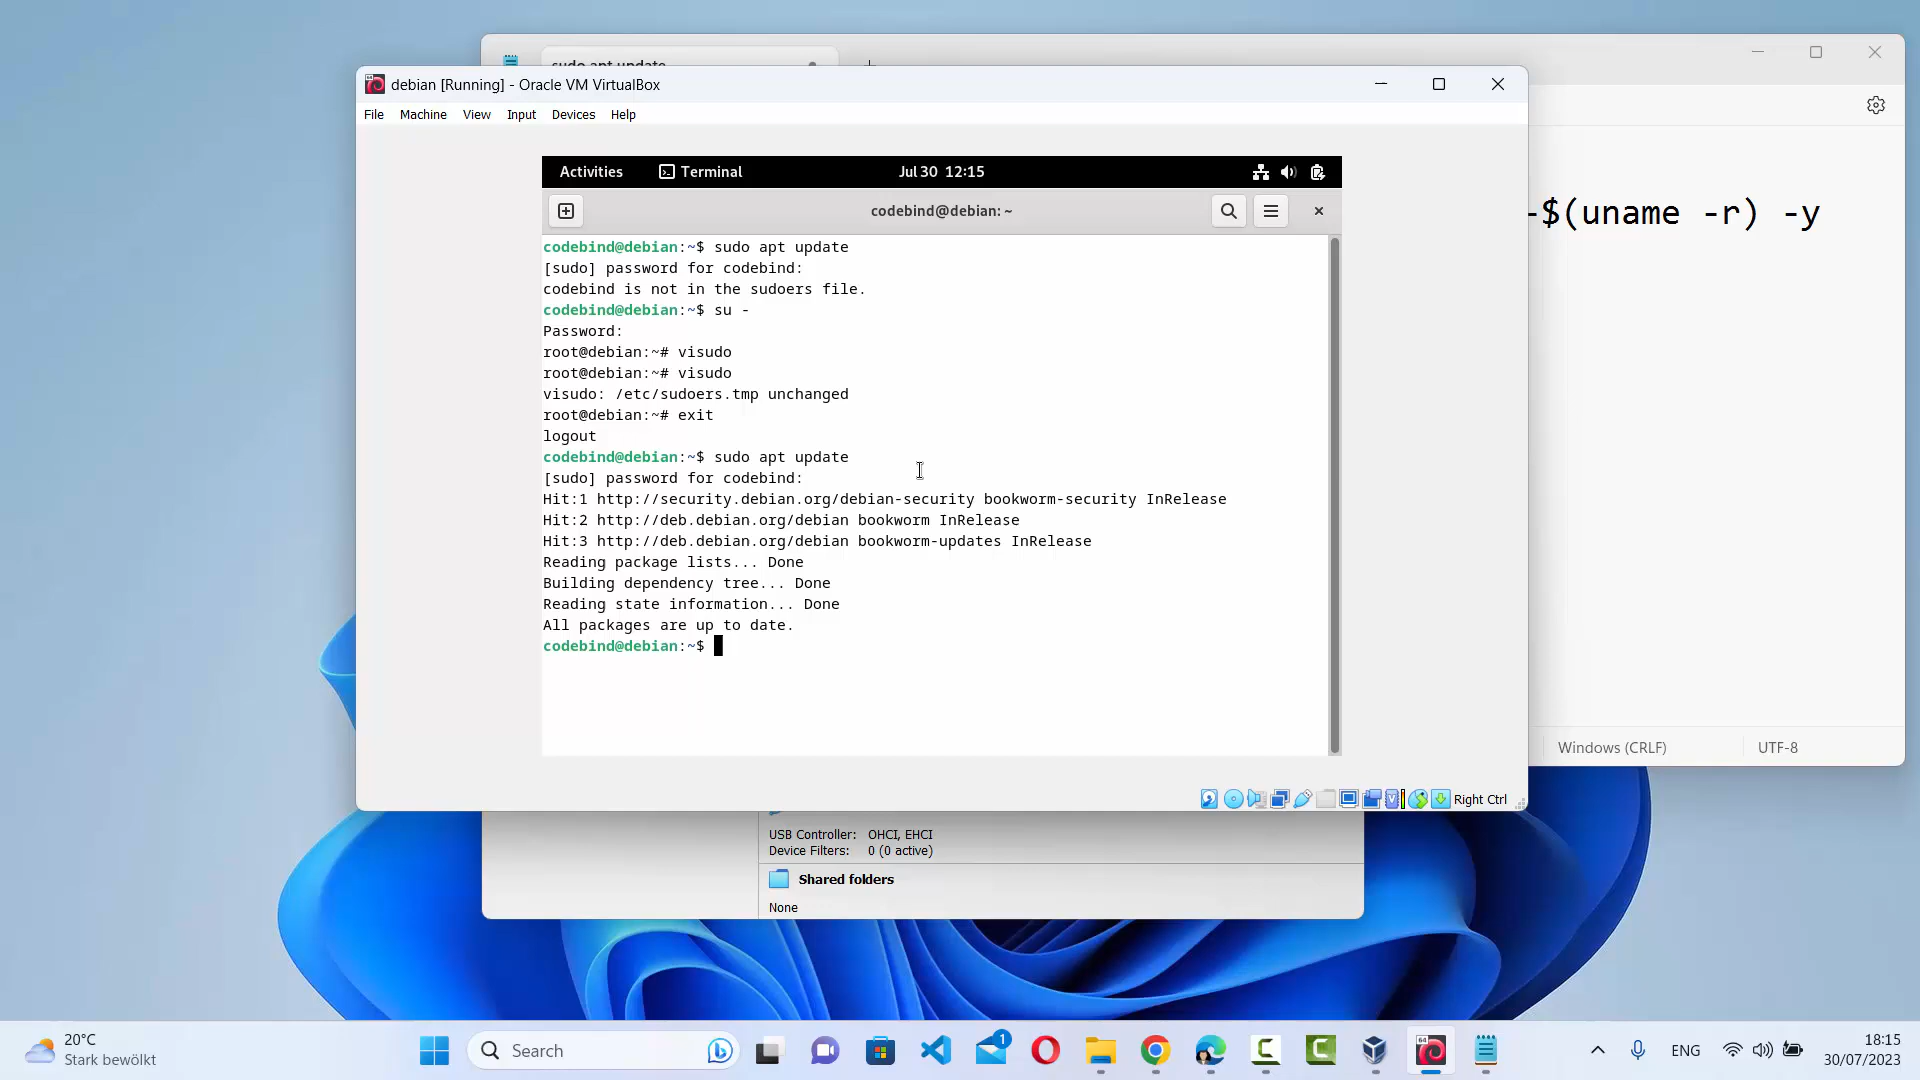 sudo apt update
debian [Running] - Oracle VM VirtualBox
File Machine View Input Devices Help
Activities Terminal Jul 30 12:15
codebind@debian: ~
-$(uname -r) -y
codebind@debian:~$ sudo apt update
[sudo] password for codebind:
codebind is not in the sudoers file.
codebind@debian:~$ su -
Password:
root@debian:~# visudo
root@debian:~# visudo
visudo: /etc/sudoers.tmp unchanged
root@debian:~# exit
logout
codebind@debian:~$ sudo apt update
[sudo] password for codebind:
Hit:1 http://security.debian.org/debian-security bookworm-security InRelease
Hit:2 http://deb.debian.org/debian bookworm InRelease
Hit:3 http://deb.debian.org/debian bookworm-updates InRelease
Reading package lists... Done
Building dependency tree... Done
Reading state information... Done
All packages are up to date.
codebind@debian:~$
Windows (CRLF) UTF-8
Right Ctrl
USB Controller: OHCI, EHCI
Device Filters: 0 (0 active)
Shared folders
None
20°C
Stark bewölkt
Search
1
64
ENG
18:15
30/07/2023